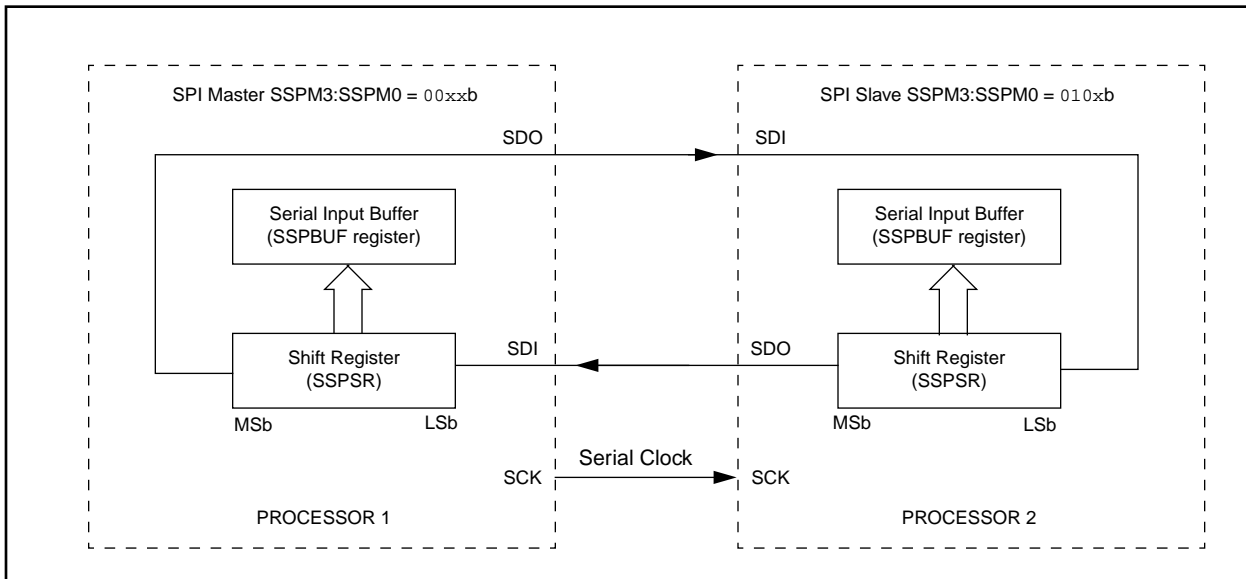 SPI Master SSPM3:SSPM0 = 00xxb
SDO
Serial Input Buffer
(SSPBUF register)
Shift Register
(SSPSR)
MSb
LSb
SDI
SCK
PROCESSOR 1
Serial Clock
SPI Slave SSPM3:SSPM0 = 010xb
SDI
Serial Input Buffer
(SSPBUF register)
SDO
Shift Register
(SSPSR)
MSb
LSb
SCK
PROCESSOR 2